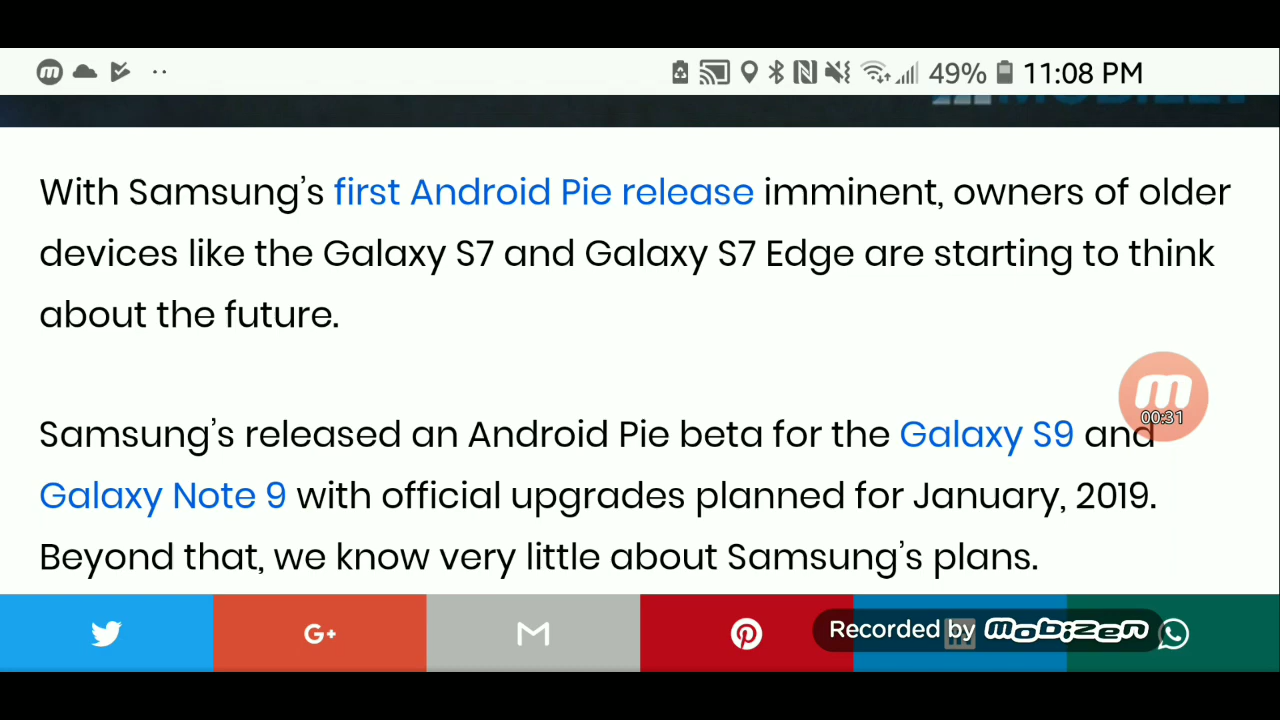 49% 11:08 PM
With Samsung’s first Android Pie release imminent, owners of older
devices like the Galaxy S7 and Galaxy S7 Edge are starting to think
about the future.
00:31
Samsung’s released an Android Pie beta for the Galaxy S9 and
Galaxy Note 9 with official upgrades planned for January, 2019.
Beyond that, we know very little about Samsung’s plans.
G+
Recorded by mobizen